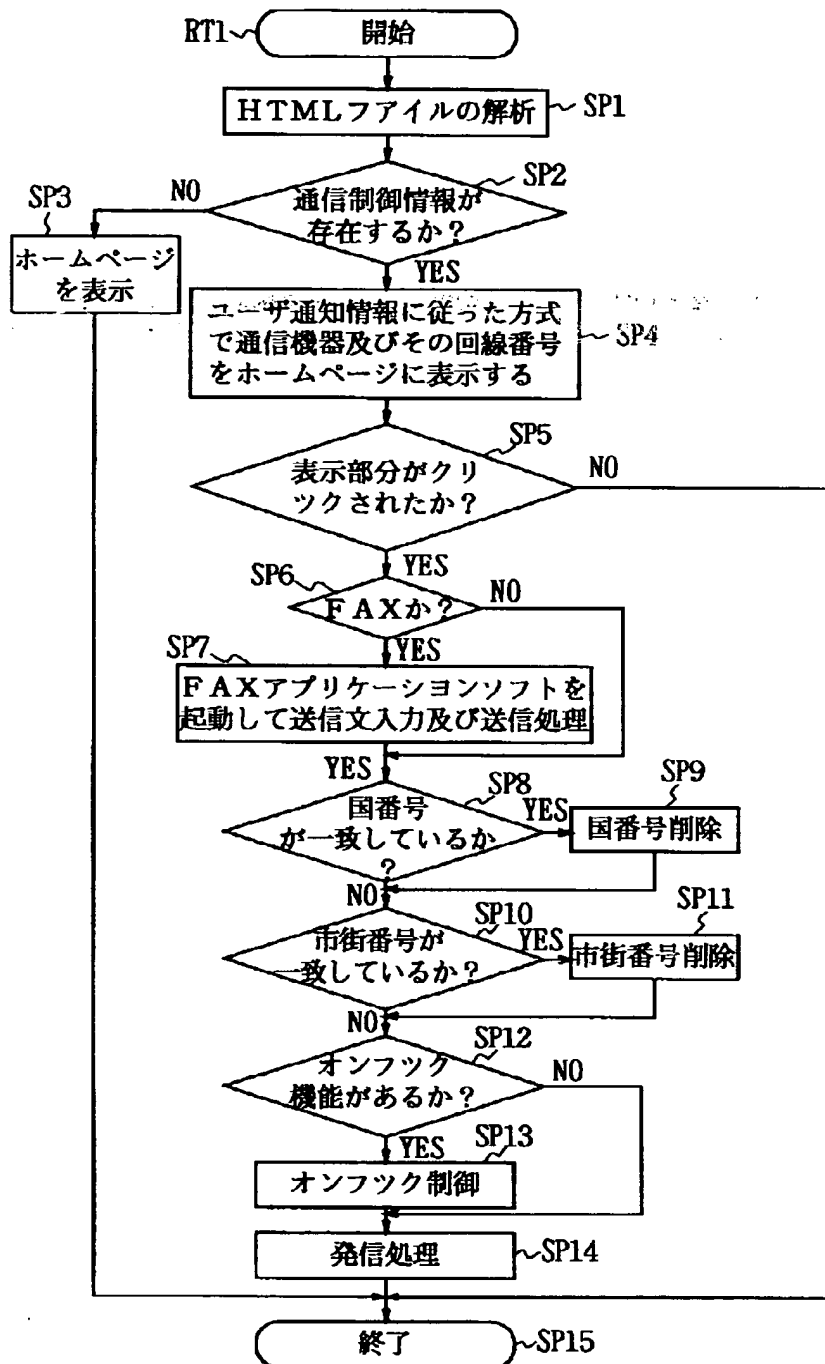 RT1
開始
HTMLファイルの解析
SP1
SP2
通信制御情報が
存在するか?
NO
YES
SP3
ホームページ
を表示
ユーザ通知情報に従った方式
で通信機器及びその回線番号
をホームページに表示する
SP4
SP5
表示部分がクリ
ツクされたか?
NO
YES
SP6
FAXか?
NO
YES
SP7
FAXアプリケーシヨンソフトを
起動して送信文入力及び送信処理
YES
SP8
国番号
が一致しているか
?
YES
SP9
国番号削除
NO
SP10
市街番号が
一致しているか?
YES
SP11
市街番号削除
NO
SP12
オンフツク
機能があるか?
NO
YES
SP13
オンフツク制御
発信処理
SP14
終了
SP15